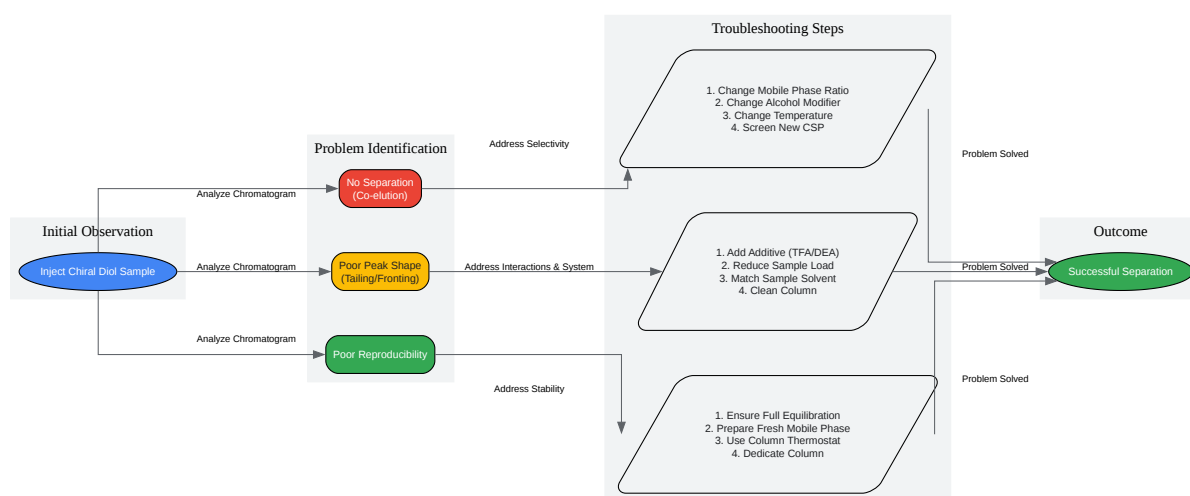 Initial Observation
Inject Chiral Diol Sample
Analyze Chromatogram
Analyze Chromatogram
Analyze Chromatogram
Problem Identification
No Separation
(Co-elution)
Poor Peak Shape
(Tailing/Fronting)
Poor Reproducibility
Address Selectivity
Address Interactions & System
Address Stability
Troubleshooting Steps
1. Change Mobile Phase Ratio
2. Change Alcohol Modifier
3. Change Temperature
4. Screen New CSP
1. Add Additive (TFA/DEA)
2. Reduce Sample Load
3. Match Sample Solvent
4. Clean Column
1. Ensure Full Equilibration
2. Prepare Fresh Mobile Phase
3. Use Column Thermostat
4. Dedicate Column
Problem Solved
Problem Solved
Problem Solved
Outcome
Successful Separation